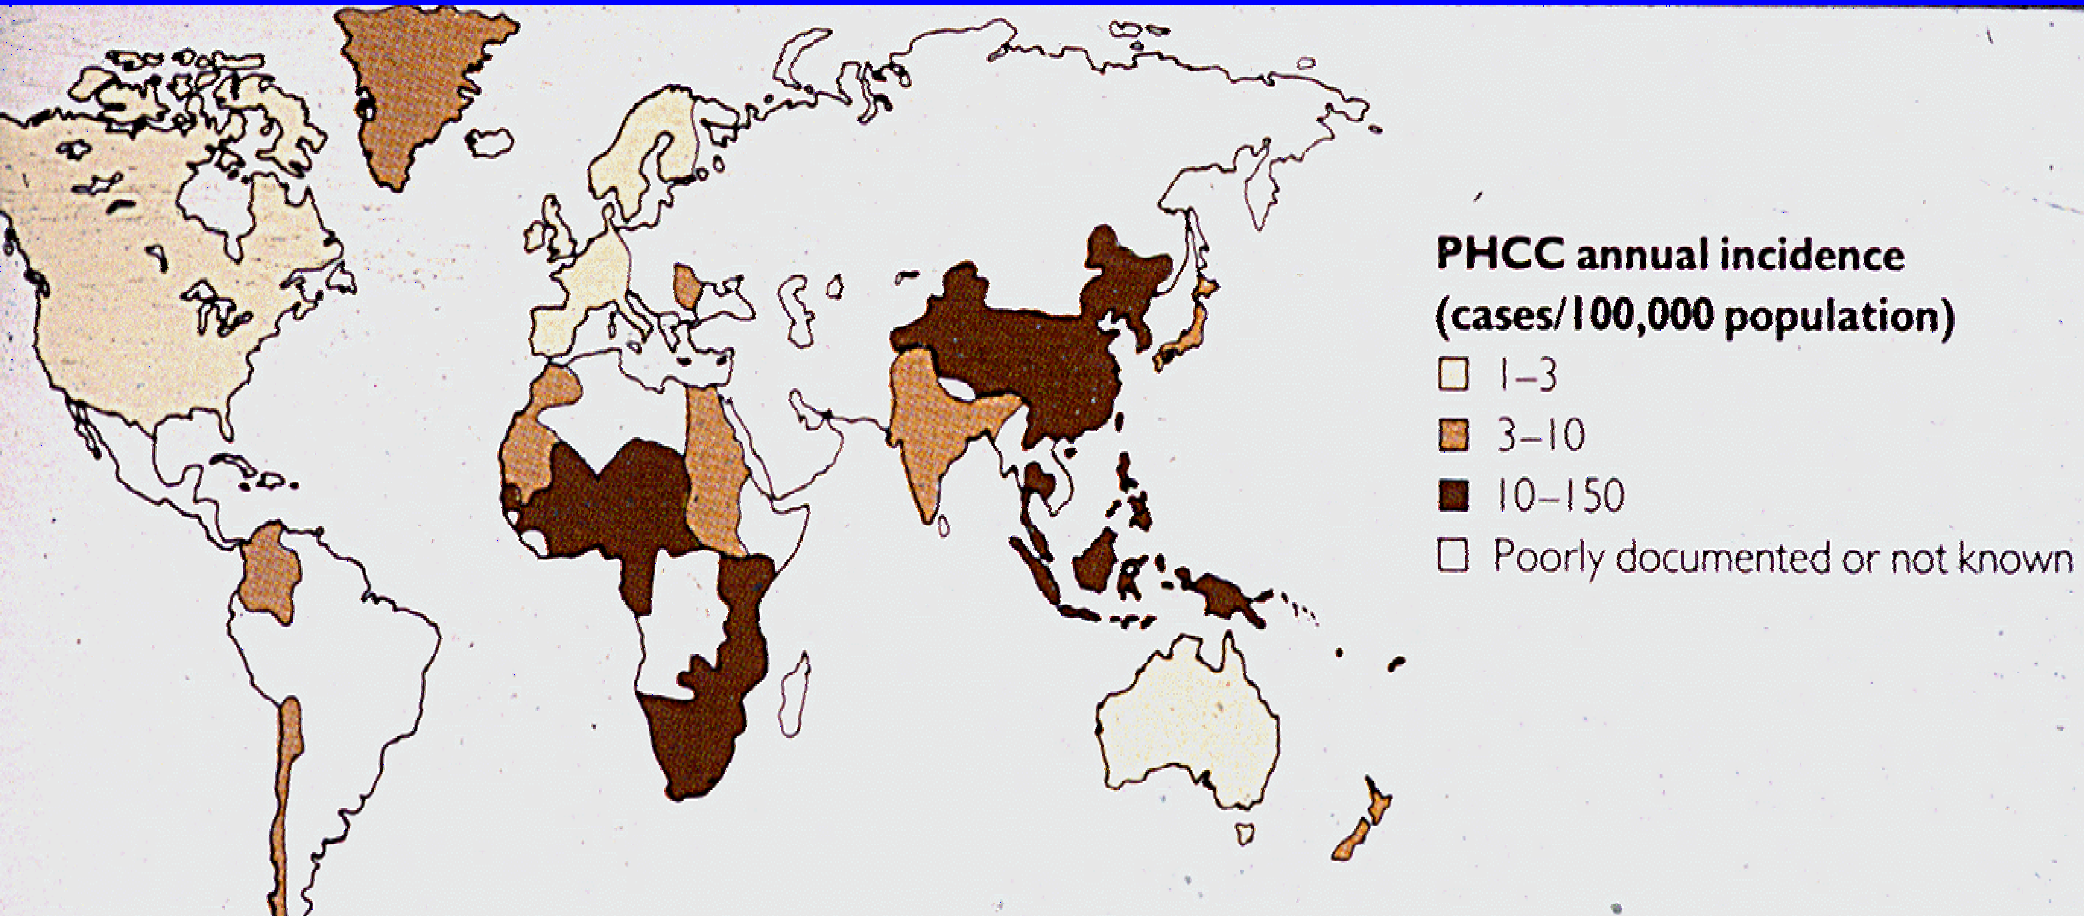 PHCC annual incidence
(cases/100,000 population)
1–3
3–10
10–150
Poorly documented or not known